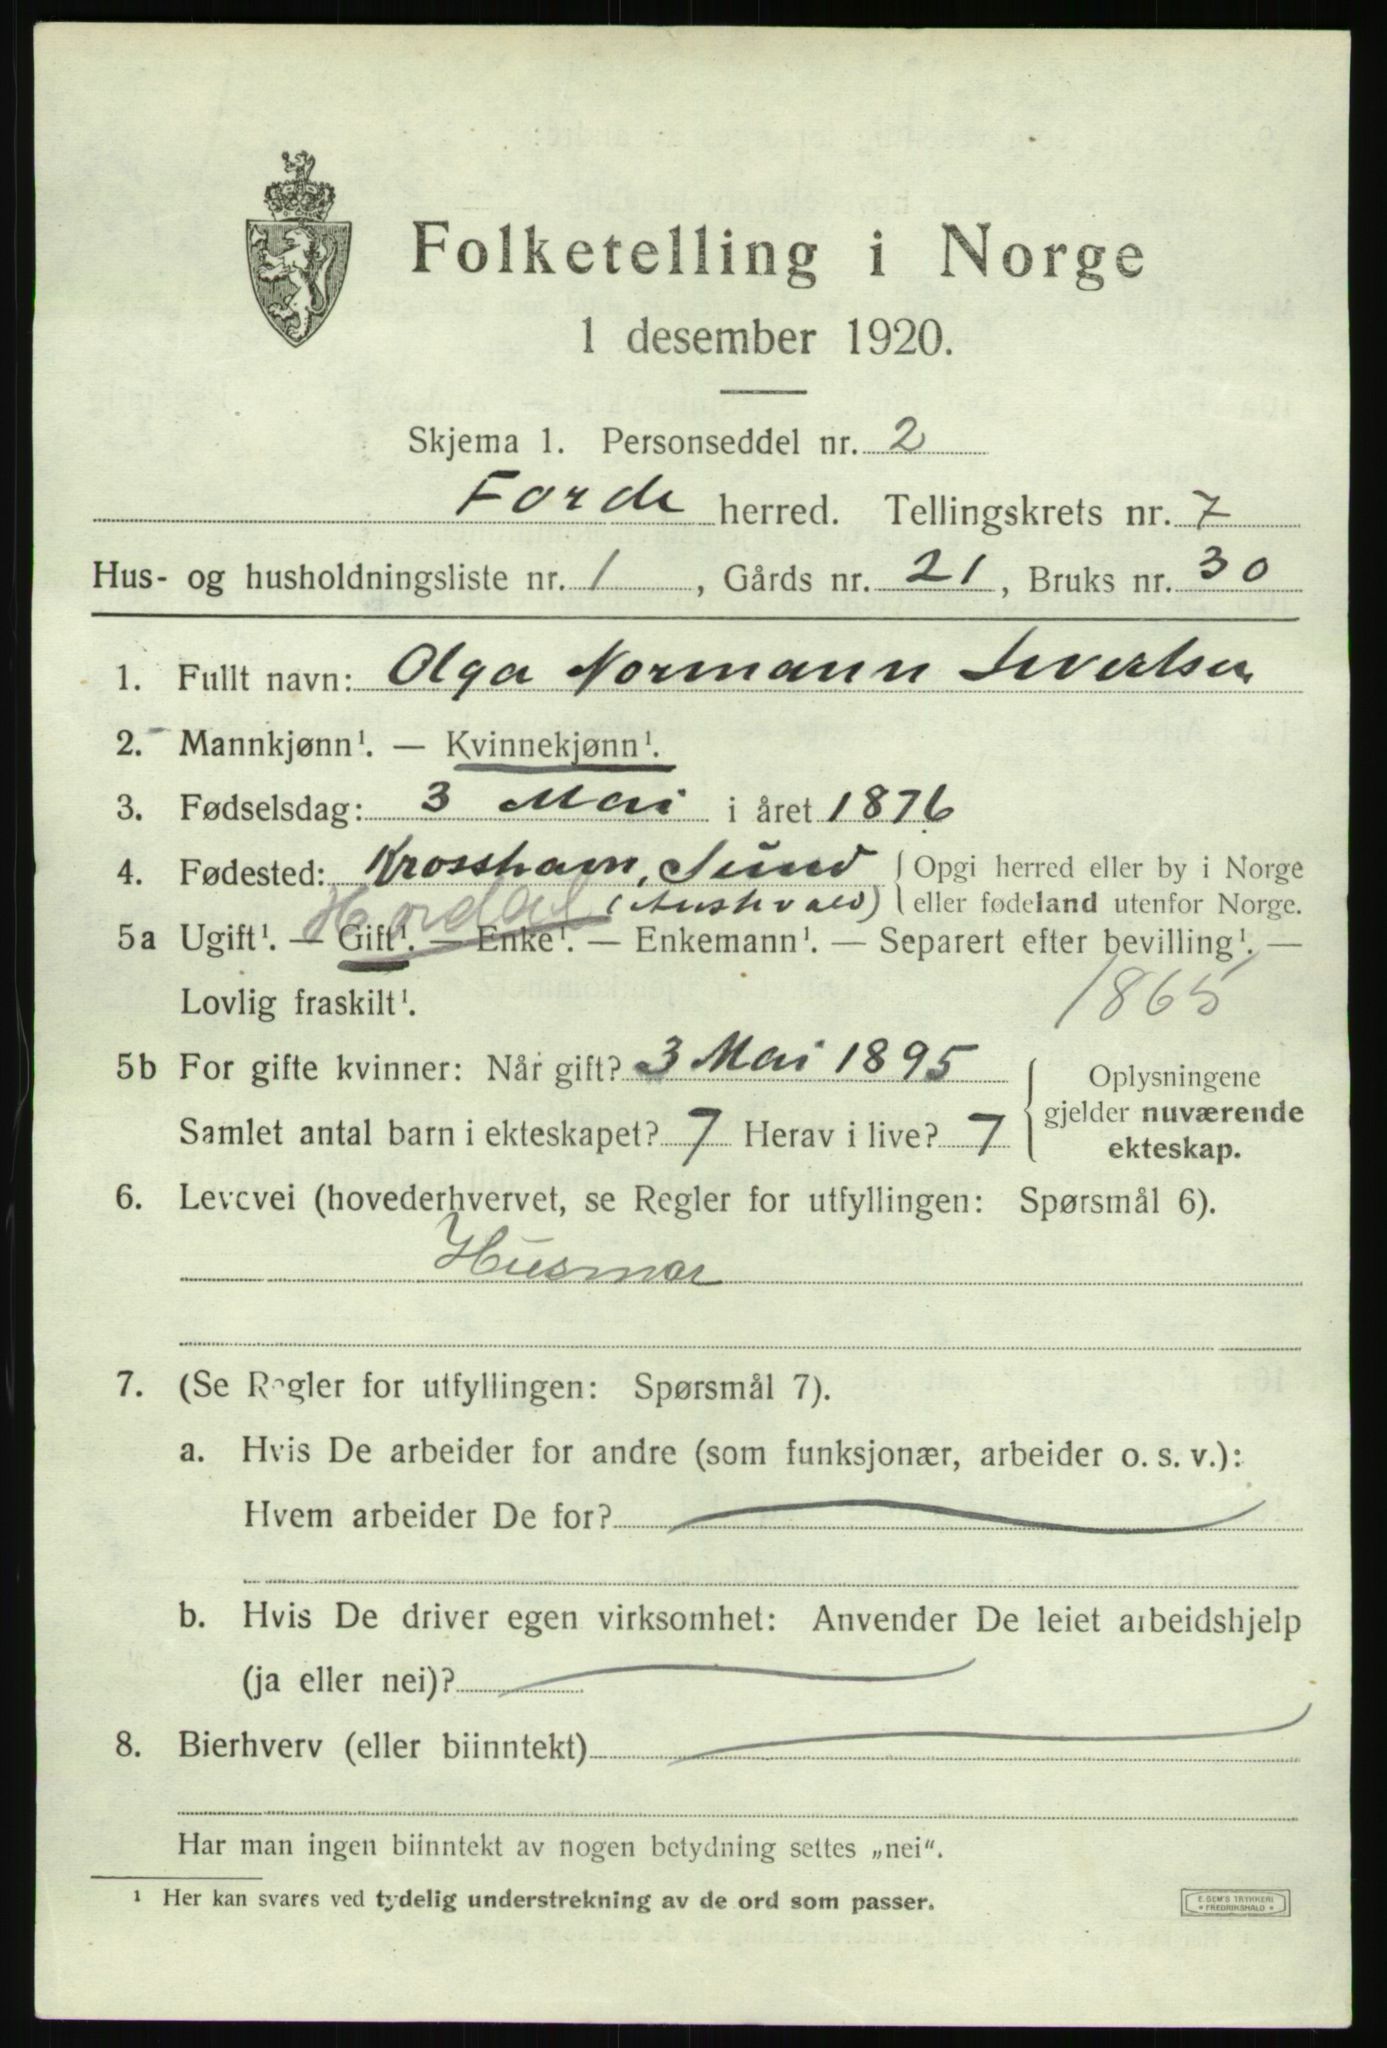 Folketelling i Norge
1 desember 1920.
Skjema 1. Personseddel nr. 2
Førde herred. Tellingskrets nr. 7
Hus- og husholdningsliste nr. 1, Gårds nr. 21, Bruks nr. 30
1. Fullt navn: Olga Normann Sivertsen
2. Mannkjønn¹. — Kvinnekjønn¹.
3. Fødselsdag: 3 Mai i året 1876
4. Fødested: Krossham, Sund { Opgi herred eller by i Norge
Hordal (Austevold) eller fødeland utenfor Norge.
5a Ugift¹. — Gift¹. — Enke¹. — Enkemann¹. — Separert efter bevilling¹. —
Lovlig fraskilt¹. 1865
5b For gifte kvinner: Når gift? 3 Mai 1895 { Oplysningene
gjelder nuværende
Samlet antal barn i ekteskapet? 7 Herav i live? 7 ekteskap.
6. Levevei (hovederhvervet, se Regler for utfyllingen: Spørsmål 6).
Husmor
7. (Se Regler for utfyllingen: Spørsmål 7).
a. Hvis De arbeider for andre (som funksjonær, arbeider o. s. v.):
Hvem arbeider De for?
b. Hvis De driver egen virksomhet: Anvender De leiet arbeidshjelp
(ja eller nei)?
8. Bierhverv (eller biinntekt)
Har man ingen biinntekt av nogen betydning settes „nei“.
¹ Her kan svares ved tydelig understrekning av de ord som passer.
E. SEM'S TRYKKERI
FREDRIKSHALD